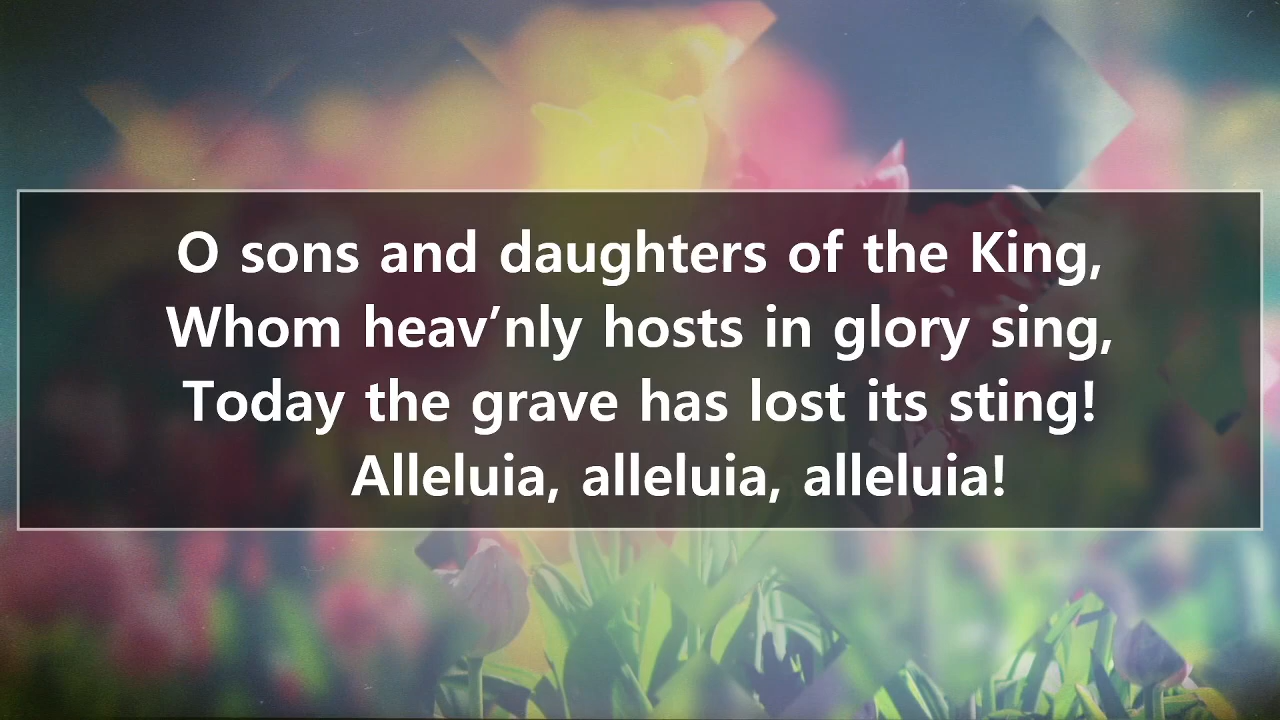 O sons and daughters of the King,
Whom heav’nly hosts in glory sing,
Today the grave has lost its sting!
Alleluia, alleluia, alleluia!